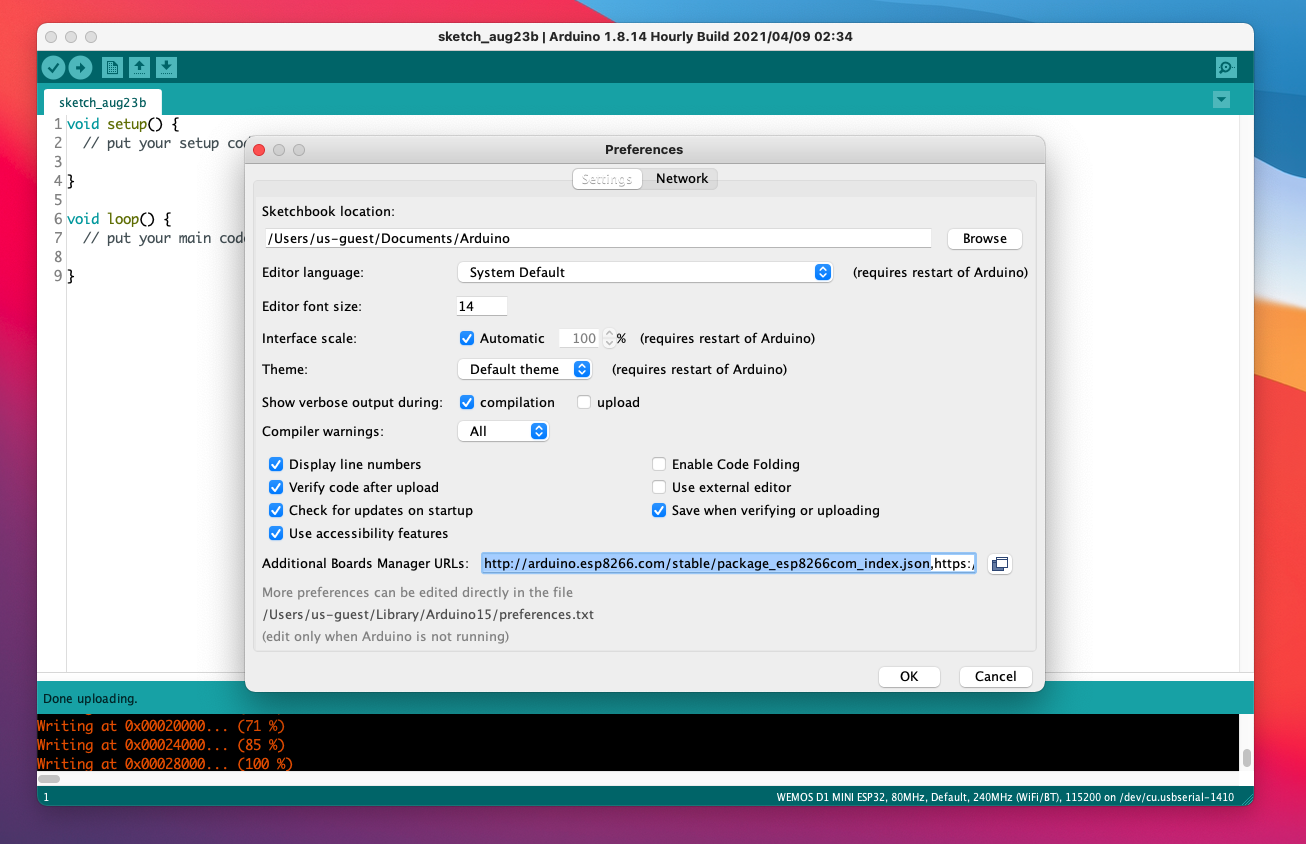 sketch_aug23b | Arduino 1.8.14 Hourly Build 2021/04/09 02:34
sketch_aug23b
1 void setup() {
2 // put your setup cod
3
4 }
5
6 void loop() {
7 // put your main code
8
9 }
Preferences
Settings Network
Sketchbook location:
/Users/us-guest/Documents/Arduino Browse
Editor language: System Default (requires restart of Arduino)
Editor font size: 14
Interface scale: Automatic 100 % (requires restart of Arduino)
Theme: Default theme (requires restart of Arduino)
Show verbose output during: compilation upload
Compiler warnings: All
Display line numbers Enable Code Folding
Verify code after upload Use external editor
Check for updates on startup Save when verifying or uploading
Use accessibility features
Additional Boards Manager URLs: http://arduino.esp8266.com/stable/package_esp8266com_index.json,https:/
More preferences can be edited directly in the file
/Users/us-guest/Library/Arduino15/preferences.txt
(edit only when Arduino is not running)
OK Cancel
Done uploading.
Writing at 0x00020000... (71 %)
Writing at 0x00024000... (85 %)
Writing at 0x00028000... (100 %)
1 WEMOS D1 MINI ESP32, 80MHz, Default, 240MHz (WiFi/BT), 115200 on /dev/cu.usbserial-1410